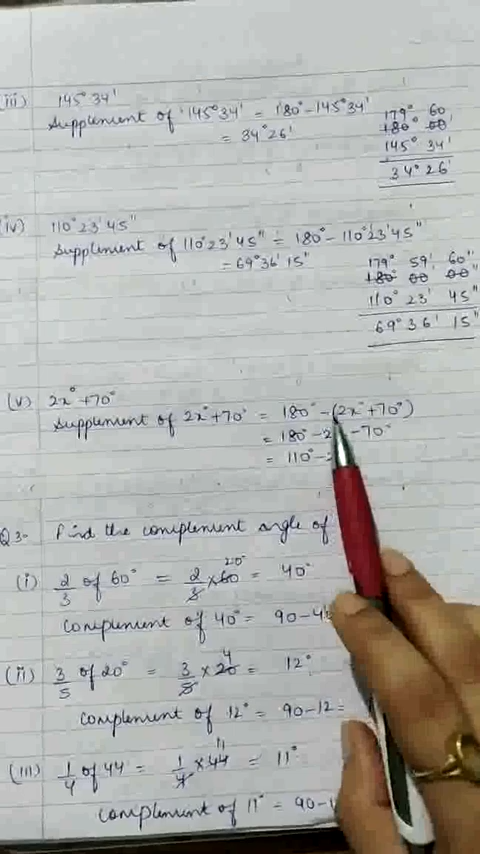 (iii) 145° 34'
Supplement of 145°34' = 180° - 145°34'
= 34°26'
179° 60
180° 00'
145° 34'
34° 26'
(iv) 110° 23' 45"
Supplement of 110°23'45" = 180° - 110°23'45"
= 69°36'15"
179° 59' 60"
180° 00' 00"
110° 23' 45"
69° 36' 15"
(v) 2x° + 70°
Supplement of 2x° + 70° = 180° - (2x° + 70°)
= 180° - 2 - 70°
= 110° -
Q3- Find the complement angle of
(i) 2/3 of 60° = 2/3 × 60 20° = 40°
Complement of 40° = 90 - 4
(ii) 3/5 of 20° = 3/5 × 20 4 = 12°
Complement of 12° = 90 - 12 =
(iii) 1/4 of 44° = 1/4 × 44 11 = 11°
Complement of 11° = 90 -